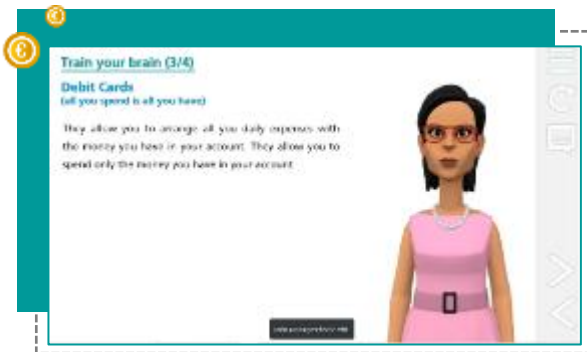 Train your brain (3/4)
Debit Cards
(all you spend is all you have)
They allow you to arrange all you daily expenses with
the money you have in your account. They allow you to
spend only the money you have in your account